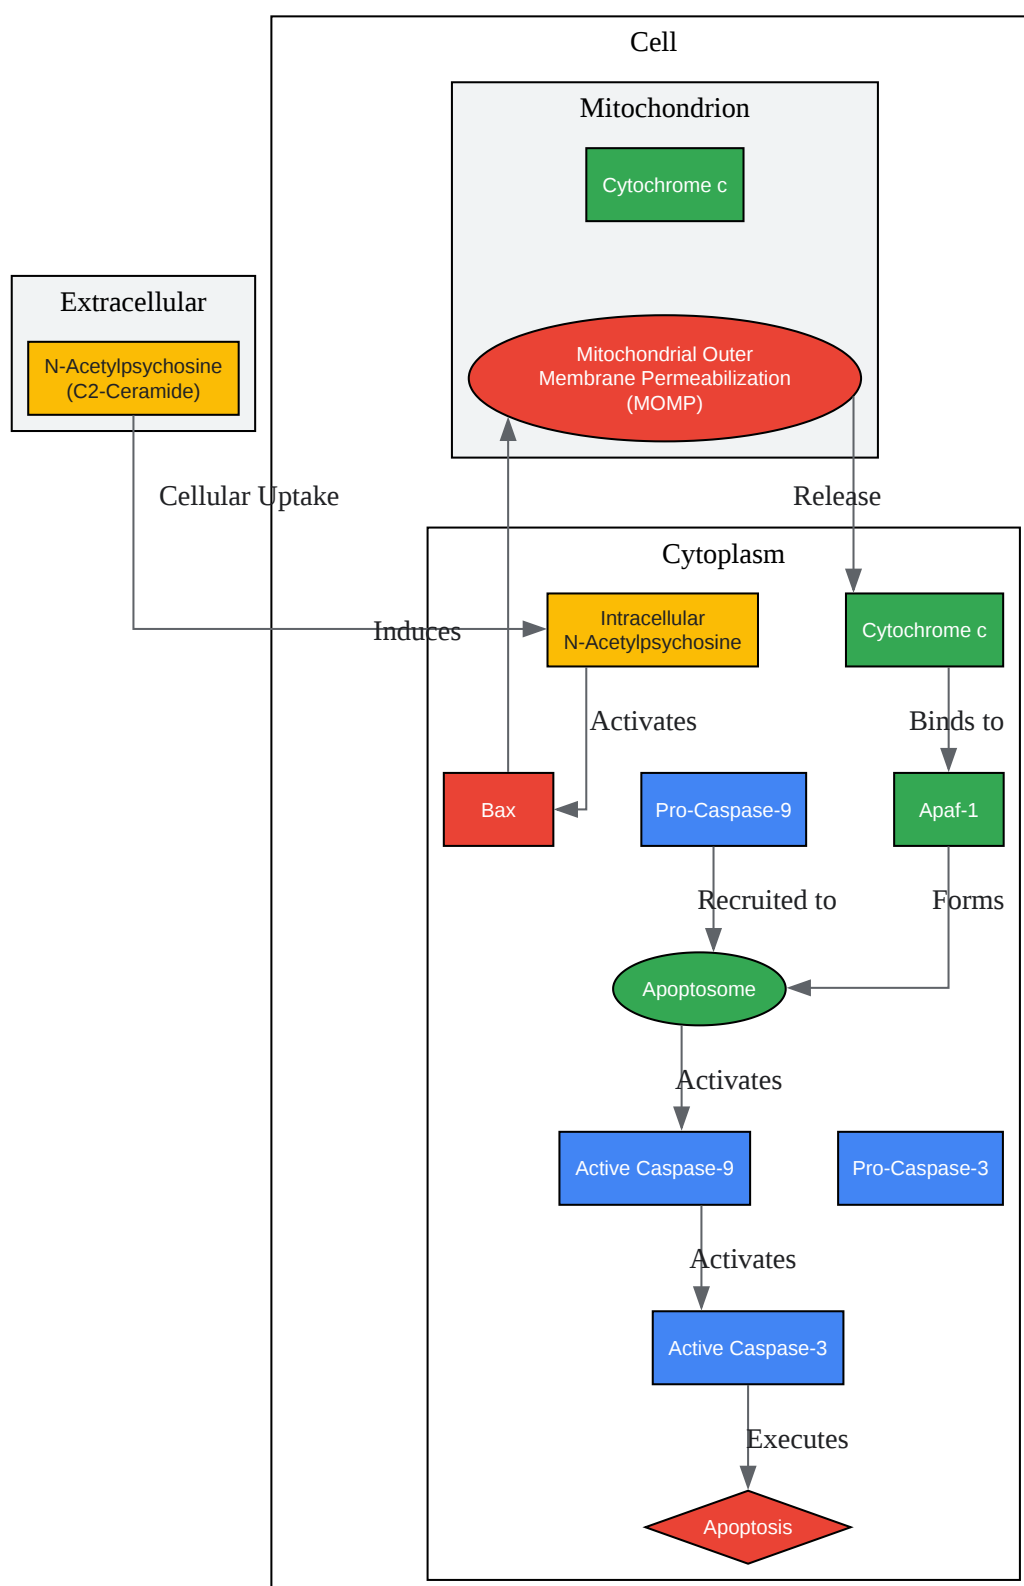 Cell
Mitochondrion
Cytochrome c
Extracellular
N-Acetylpsychosine
(C2-Ceramide)
Mitochondrial Outer
Membrane Permeabilization
(MOMP)
Cellular Uptake
Release
Cytoplasm
Induces
Intracellular
N-Acetylpsychosine
Cytochrome c
Activates
Binds to
Bax
Pro-Caspase-9
Apaf-1
Recruited to
Forms
Apoptosome
Activates
Active Caspase-9
Pro-Caspase-3
Activates
Active Caspase-3
Executes
Apoptosis